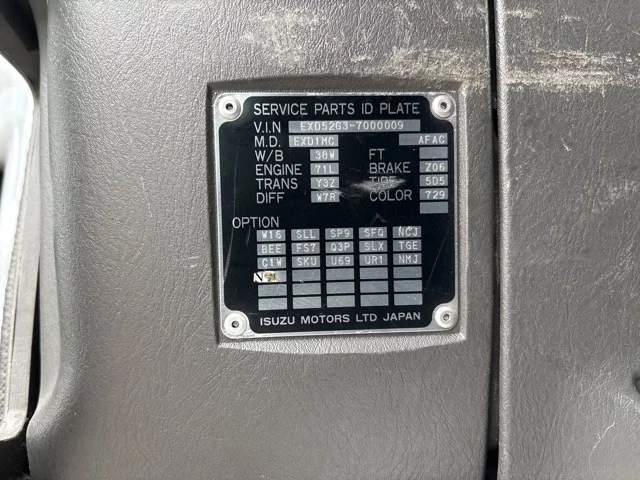 SERVICE PARTS ID PLATE
V.I.N EXD52G3-7000009
M.D. EXD1MC AFAC
W/B 38W FT
ENGINE 71L BRAKE Z06
TRANS Y3Z TIRE 5D5
DIFF W7R COLOR 729
OPTION
W16 SLL SP9 SFQ NCJ
BEE FS7 Q3P SLX TGE
C1W SKU U69 UR1 NMJ
ISUZU MOTORS LTD JAPAN